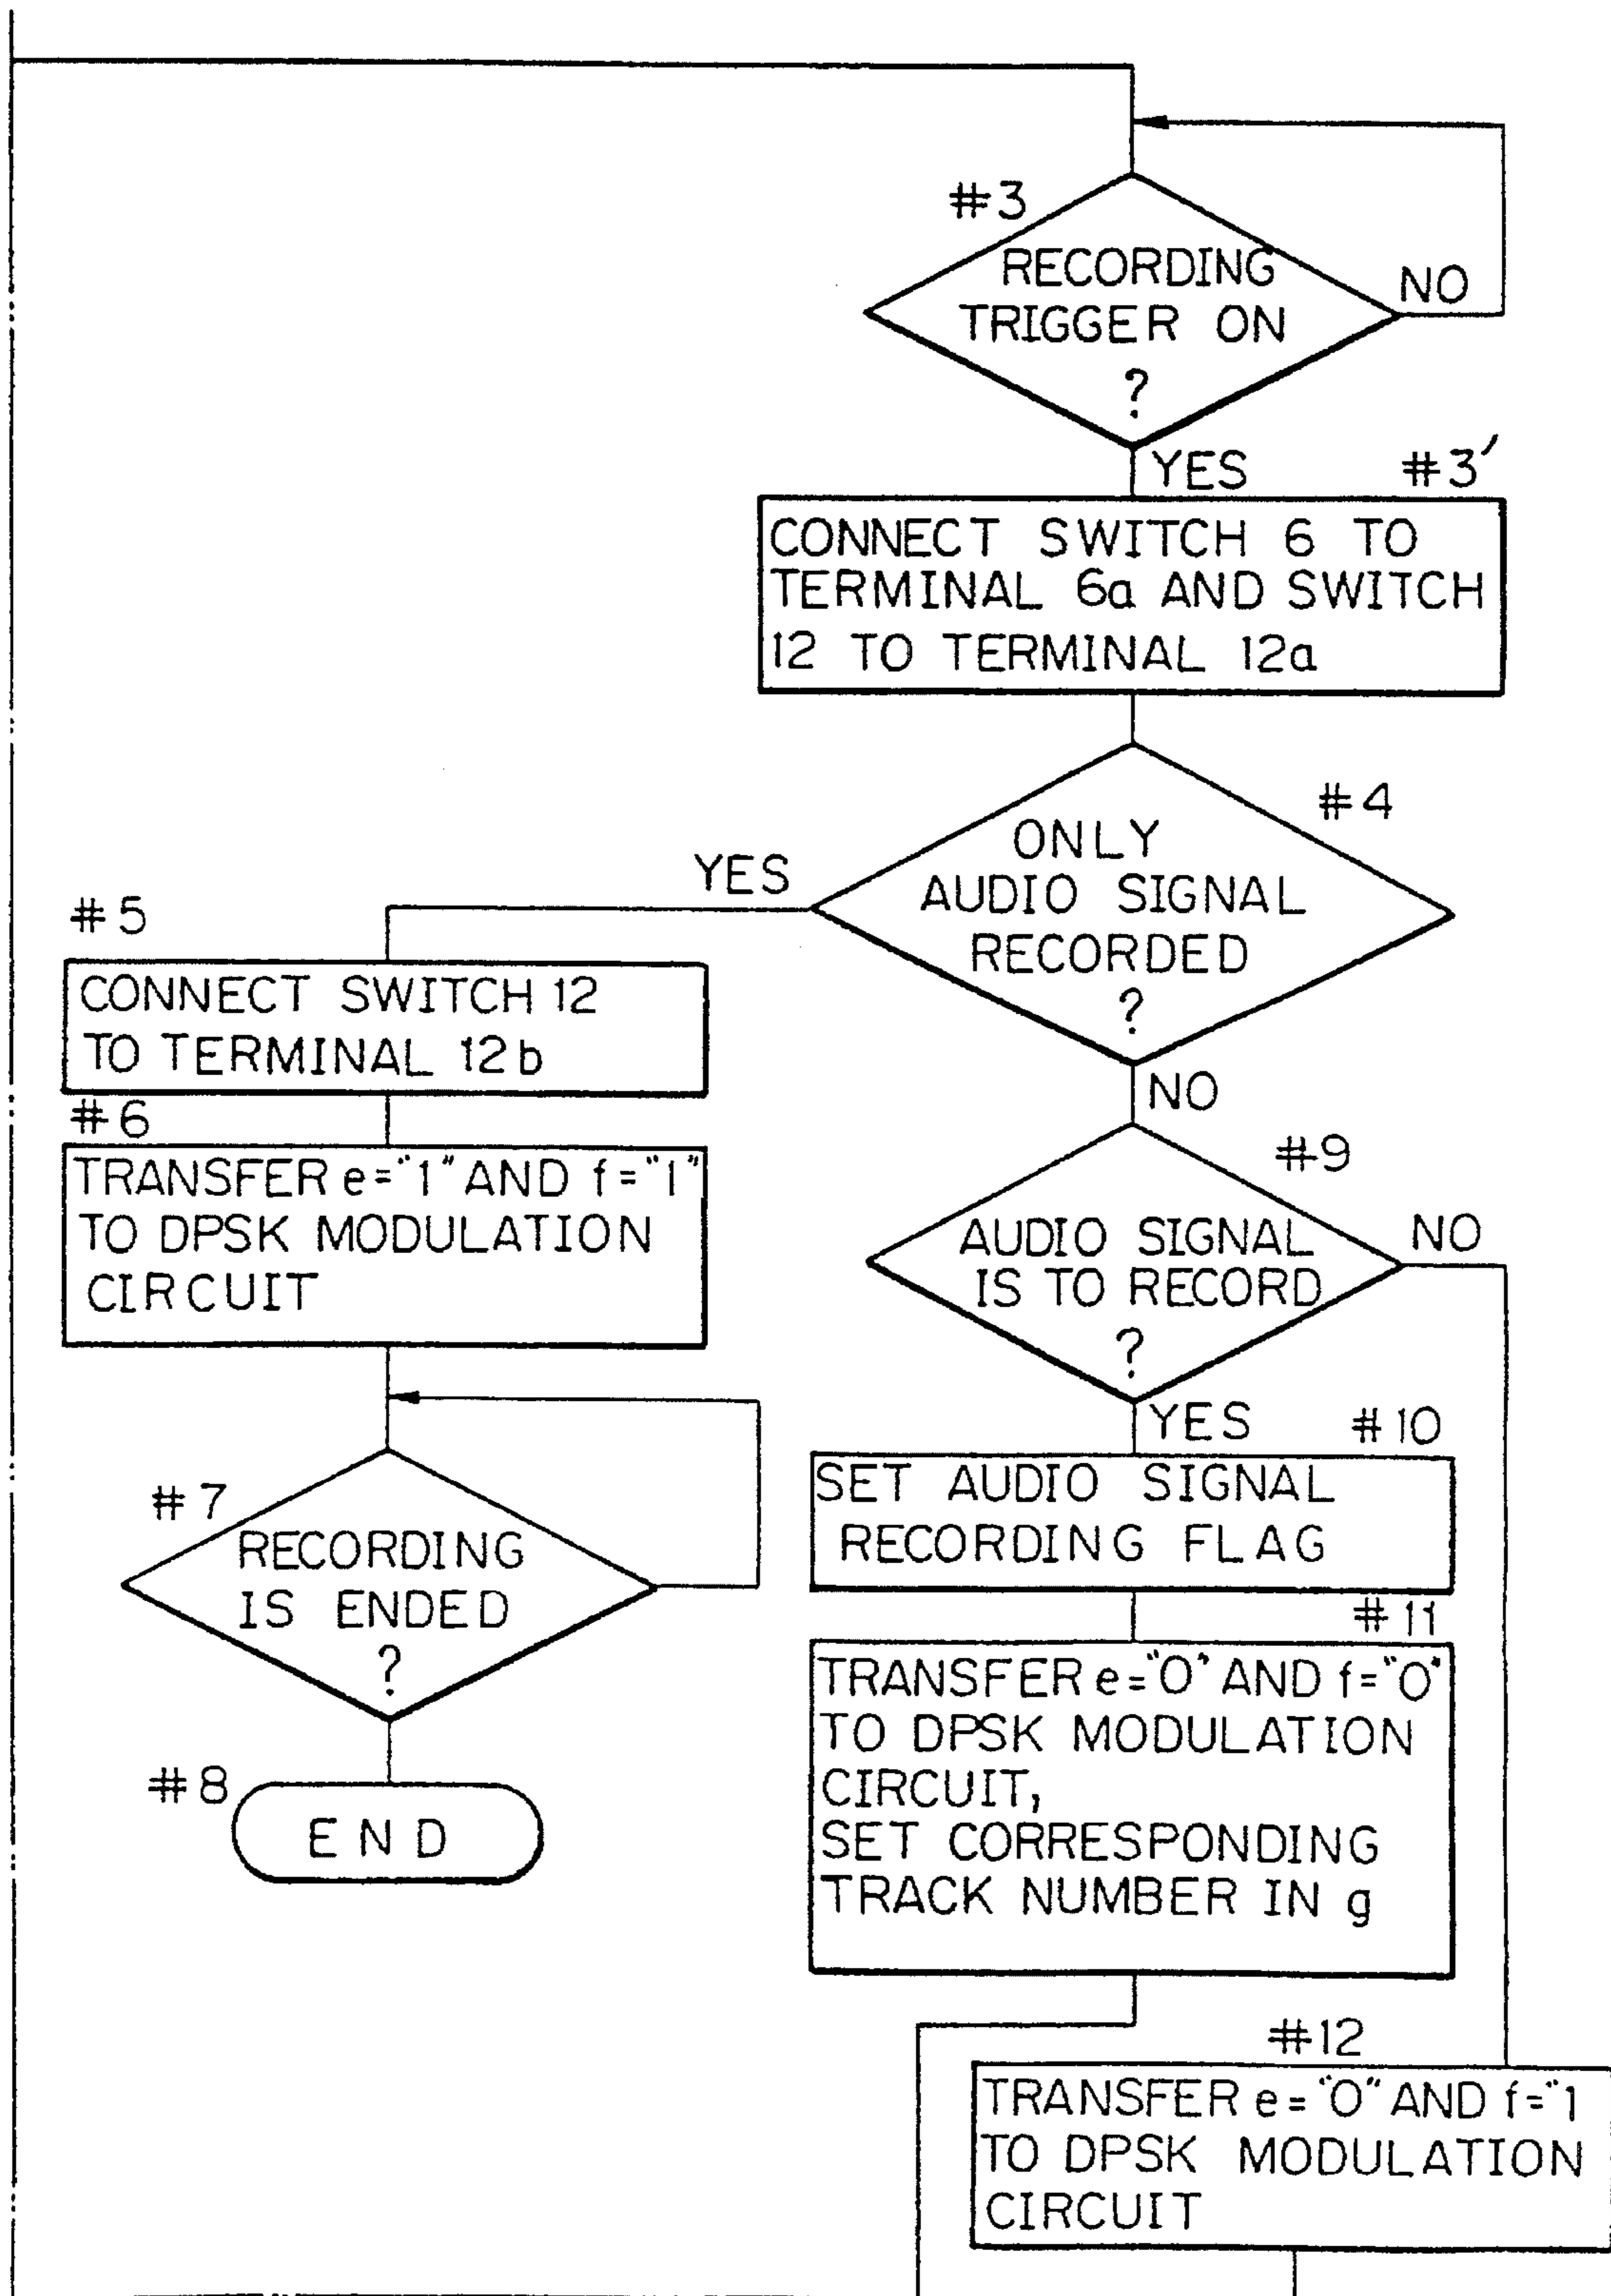 #3
RECORDING
TRIGGER ON
?
NO
YES
#3'
CONNECT SWITCH 6 TO
TERMINAL 6a AND SWITCH
12 TO TERMINAL 12a
#4
ONLY
AUDIO SIGNAL
RECORDED
?
YES
NO
#5
CONNECT SWITCH 12
TO TERMINAL 12b
#6
TRANSFER e="1" AND f="1"
TO DPSK MODULATION
CIRCUIT
#7
RECORDING
IS ENDED
?
#8
END
#9
AUDIO SIGNAL
IS TO RECORD
?
NO
YES
#10
SET AUDIO SIGNAL
RECORDING FLAG
#11
TRANSFER e="0" AND f="0"
TO DPSK MODULATION
CIRCUIT,
SET CORRESPONDING
TRACK NUMBER IN g
#12
TRANSFER e="0" AND f="1
TO DPSK MODULATION
CIRCUIT